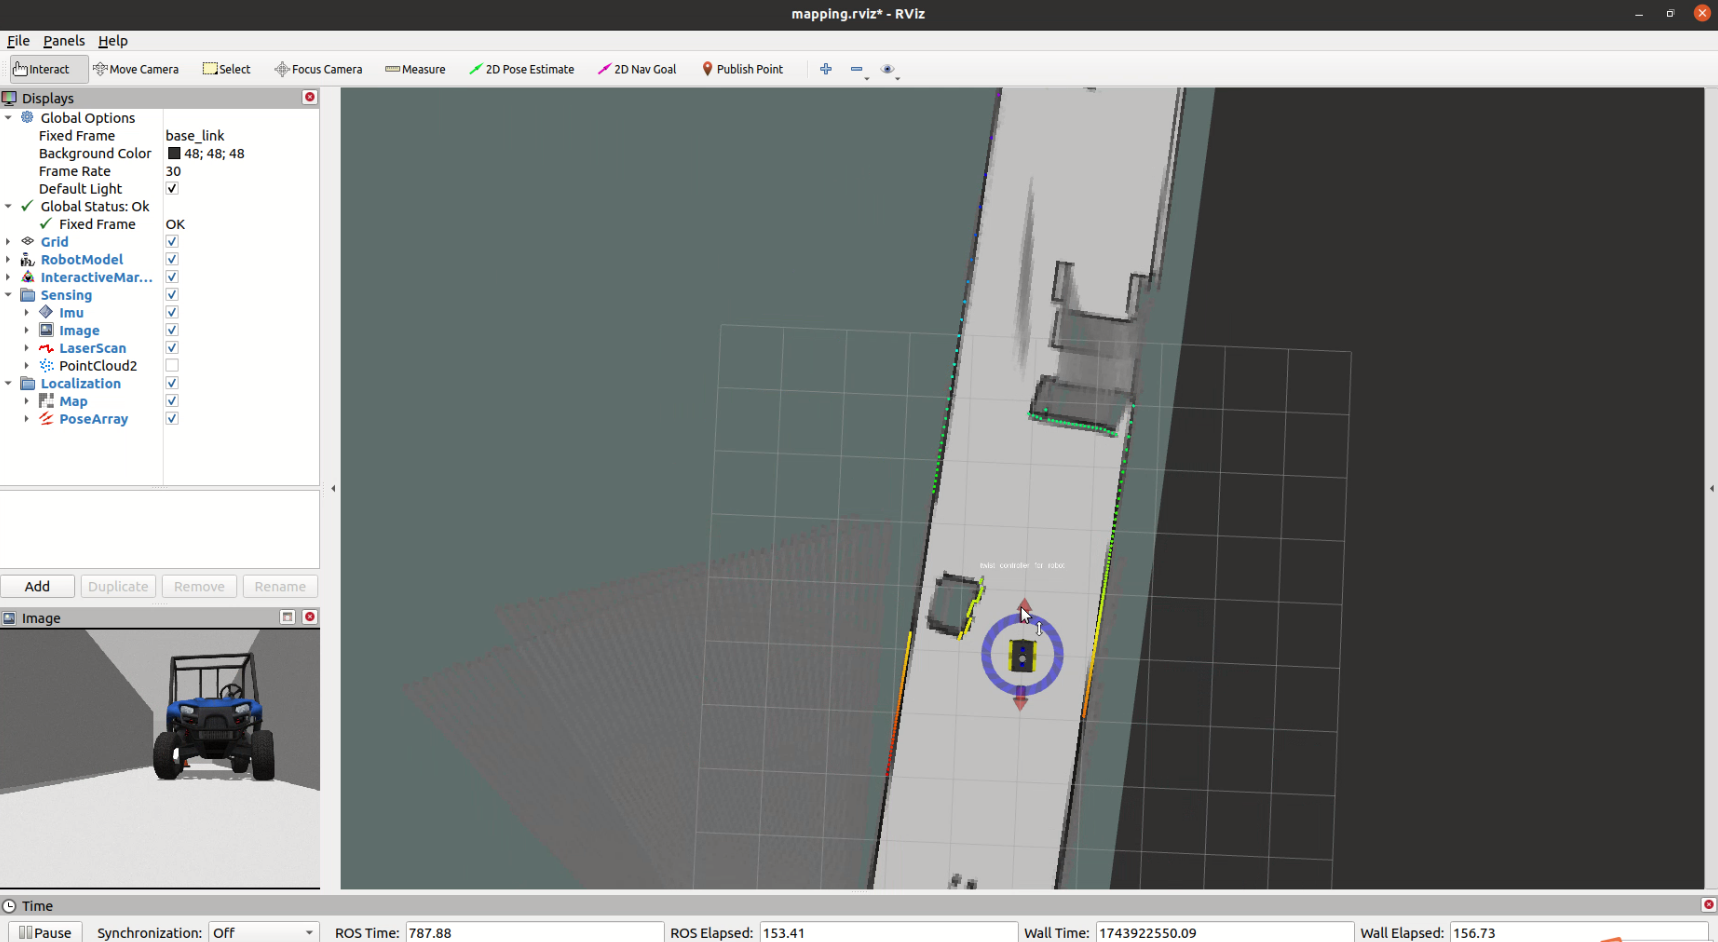 mapping.rviz* - RViz
File Panels Help
Interact Move Camera Select Focus Camera Measure 2D Pose Estimate 2D Nav Goal Publish Point
Displays
Global Options
Fixed Frame base_link
Background Color 48; 48; 48
Frame Rate 30
Default Light
Global Status: Ok
Fixed Frame OK
Grid
RobotModel
InteractiveMar...
Sensing
Imu
Image
LaserScan
PointCloud2
Localization
Map
PoseArray
twist controller for robot
Add Duplicate Remove Rename
Image
Time
Pause Synchronization: Off ROS Time: 787.88 ROS Elapsed: 153.41 Wall Time: 1743922550.09 Wall Elapsed: 156.73